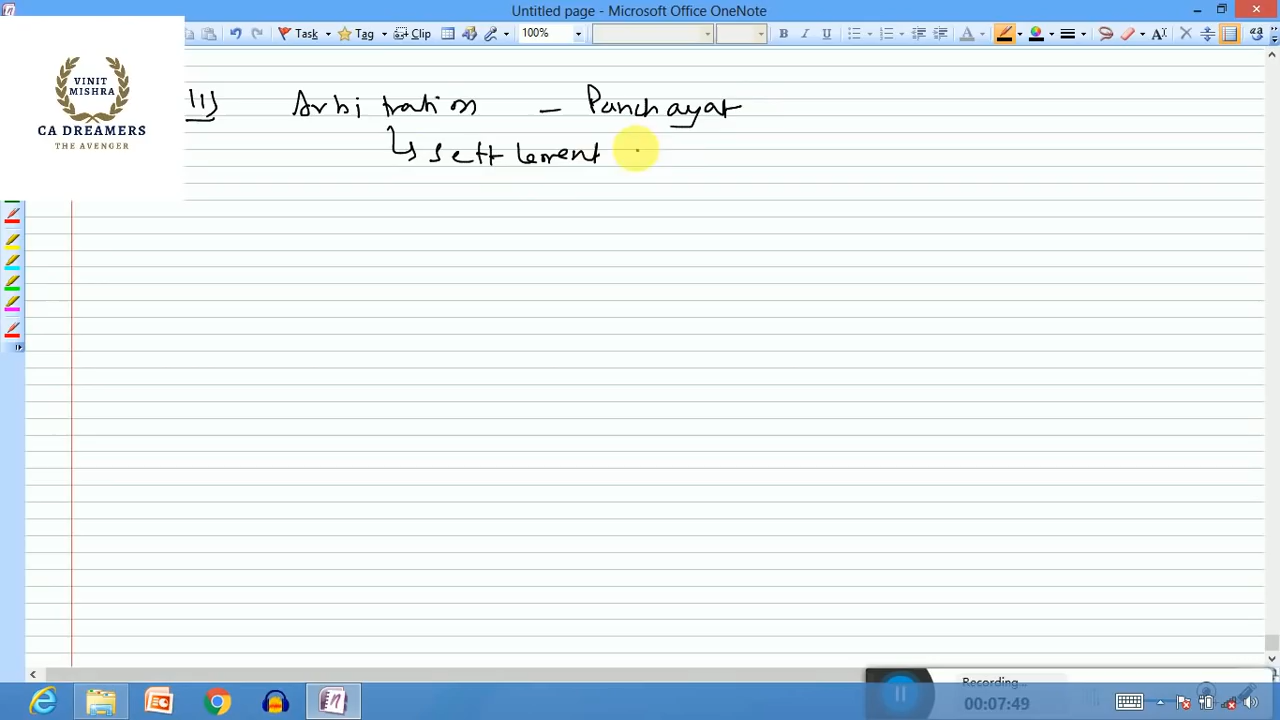 Untitled page - Microsoft Office OneNote
Task
Tag
Clip
100%
B I U
VINIT
MISHRA
CA DREAMERS
THE AVENGER
11) Arbitration - Panchayat
↳ Settlement
Recording...
00:07:49